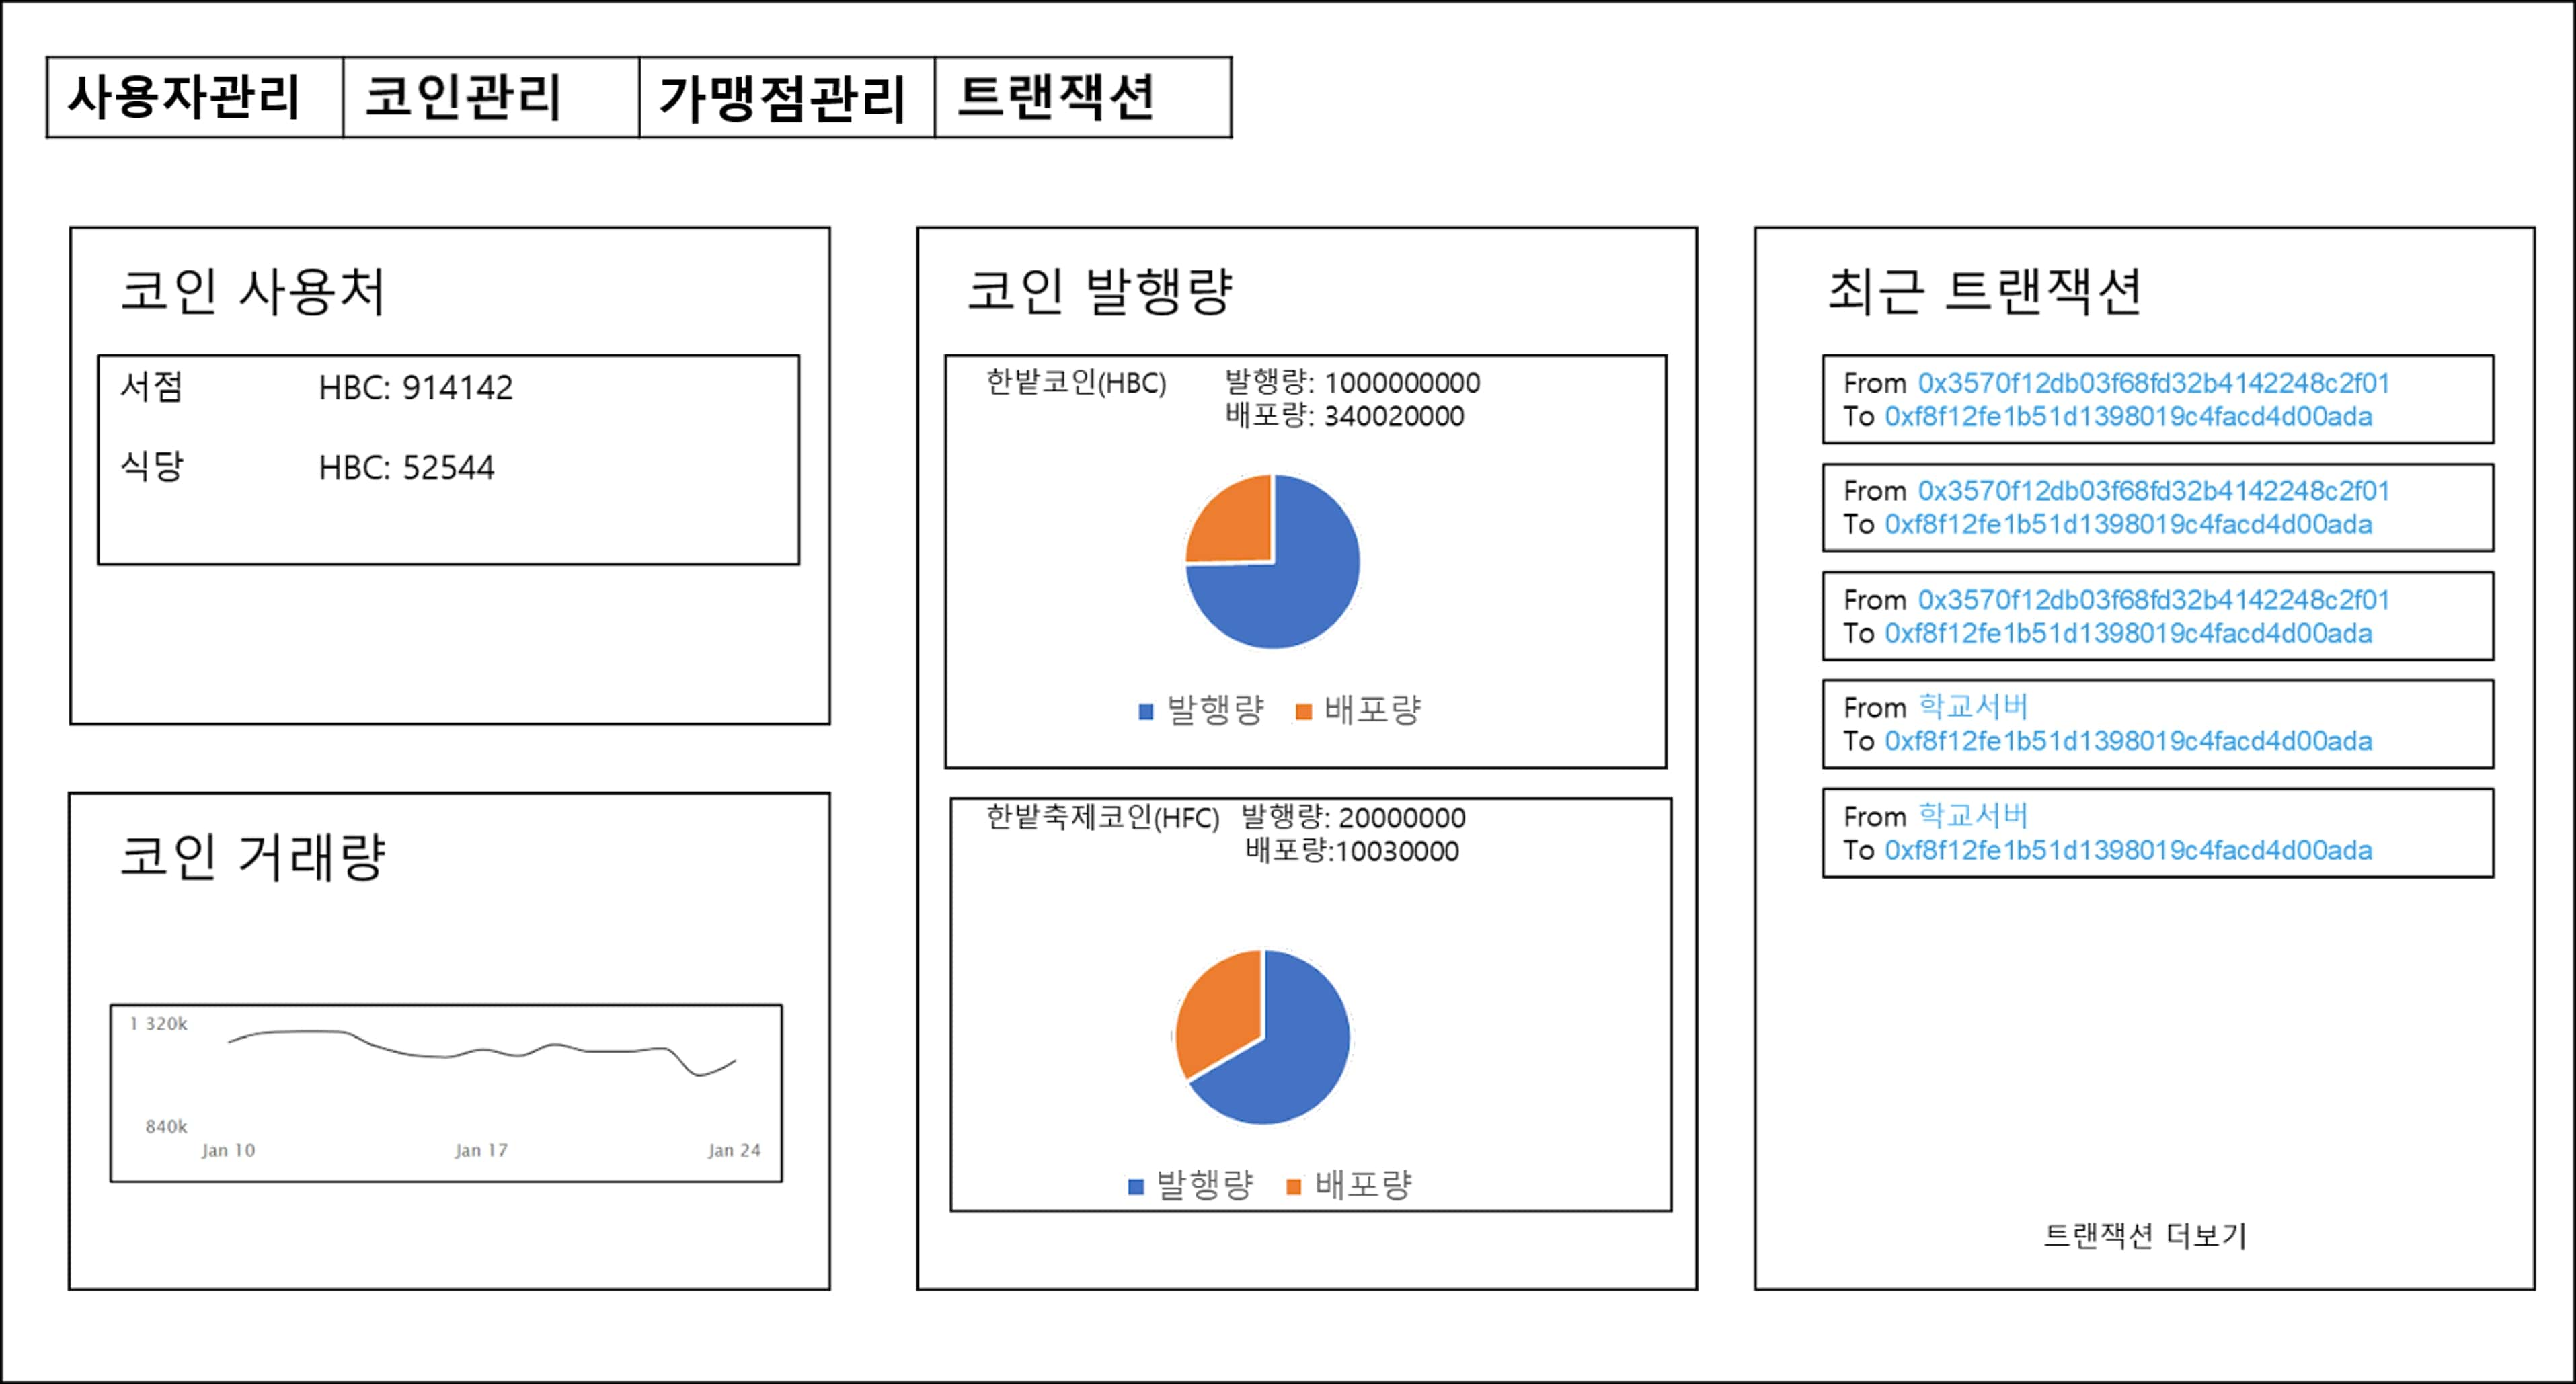 사용자관리 코인관리 가맹점관리 트랜잭션
코인 사용처
서점 HBC: 914142
식당 HBC: 52544
코인 거래량
1 320k
840k
Jan 10 Jan 17 Jan 24
코인 발행량
한밭코인(HBC) 발행량: 1000000000
배포량: 340020000
발행량 배포량
한밭축제코인(HFC) 발행량: 20000000
배포량:10030000
발행량 배포량
최근 트랜잭션
From 0x3570f12db03f68fd32b4142248c2f01
To 0xf8f12fe1b51d1398019c4facd4d00ada
From 0x3570f12db03f68fd32b4142248c2f01
To 0xf8f12fe1b51d1398019c4facd4d00ada
From 0x3570f12db03f68fd32b4142248c2f01
To 0xf8f12fe1b51d1398019c4facd4d00ada
From 학교서버
To 0xf8f12fe1b51d1398019c4facd4d00ada
From 학교서버
To 0xf8f12fe1b51d1398019c4facd4d00ada
트랜잭션 더보기